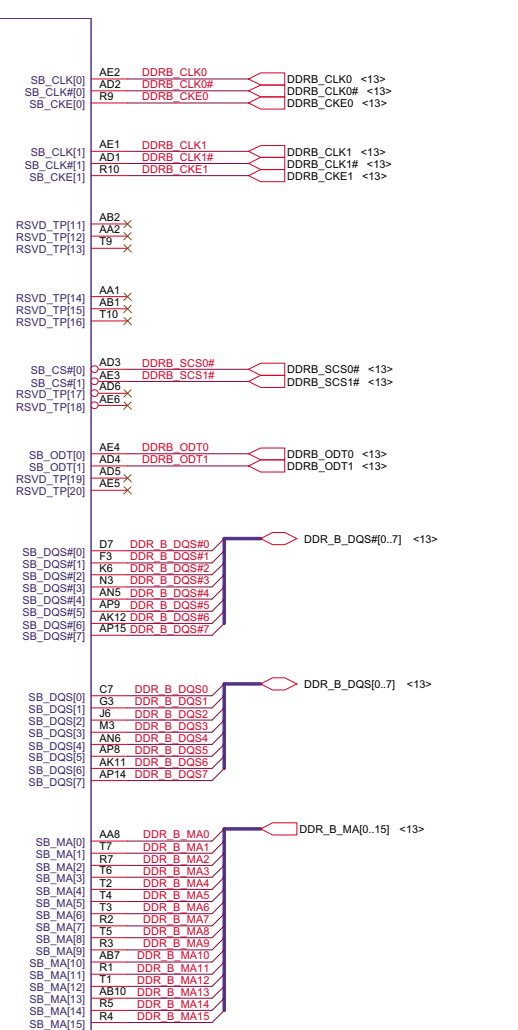 SB_CLK[0] AE2 DDRB_CLK0 DDRB_CLK0 <13>
SB_CLK#[0] AD2 DDRB_CLK0# DDRB_CLK0# <13>
SB_CKE[0] R9 DDRB_CKE0 DDRB_CKE0 <13>
SB_CLK[1] AE1 DDRB_CLK1 DDRB_CLK1 <13>
SB_CLK#[1] AD1 DDRB_CLK1# DDRB_CLK1# <13>
SB_CKE[1] R10 DDRB_CKE1 DDRB_CKE1 <13>
RSVD_TP[11] AB2
RSVD_TP[12] AA2
RSVD_TP[13] T9
RSVD_TP[14] AA1
RSVD_TP[15] AB1
RSVD_TP[16] T10
SB_CS#[0] AD3 DDRB_SCS0# DDRB_SCS0# <13>
SB_CS#[1] AE3 DDRB_SCS1# DDRB_SCS1# <13>
RSVD_TP[17] AD6
RSVD_TP[18] AE6
SB_ODT[0] AE4 DDRB_ODT0 DDRB_ODT0 <13>
SB_ODT[1] AD4 DDRB_ODT1 DDRB_ODT1 <13>
RSVD_TP[19] AD5
RSVD_TP[20] AE5
DDR_B_DQS#[0..7] <13>
SB_DQS#[0] D7 DDR_B_DQS#0
SB_DQS#[1] F3 DDR_B_DQS#1
SB_DQS#[2] K6 DDR_B_DQS#2
SB_DQS#[3] N3 DDR_B_DQS#3
SB_DQS#[4] AN5 DDR_B_DQS#4
SB_DQS#[5] AP9 DDR_B_DQS#5
SB_DQS#[6] AK12 DDR_B_DQS#6
SB_DQS#[7] AP15 DDR_B_DQS#7
DDR_B_DQS[0..7] <13>
SB_DQS[0] C7 DDR_B_DQS0
SB_DQS[1] G3 DDR_B_DQS1
SB_DQS[2] J6 DDR_B_DQS2
SB_DQS[3] M3 DDR_B_DQS3
SB_DQS[4] AN6 DDR_B_DQS4
SB_DQS[5] AP8 DDR_B_DQS5
SB_DQS[6] AK11 DDR_B_DQS6
SB_DQS[7] AP14 DDR_B_DQS7
DDR_B_MA[0..15] <13>
SB_MA[0] AA8 DDR_B_MA0
SB_MA[1] T7 DDR_B_MA1
SB_MA[2] R7 DDR_B_MA2
SB_MA[3] T6 DDR_B_MA3
SB_MA[4] T2 DDR_B_MA4
SB_MA[5] T4 DDR_B_MA5
SB_MA[6] T3 DDR_B_MA6
SB_MA[7] R2 DDR_B_MA7
SB_MA[8] T5 DDR_B_MA8
SB_MA[9] R3 DDR_B_MA9
SB_MA[10] AB7 DDR_B_MA10
SB_MA[11] R1 DDR_B_MA11
SB_MA[12] T1 DDR_B_MA12
SB_MA[13] AB10 DDR_B_MA13
SB_MA[14] R5 DDR_B_MA14
SB_MA[15] R4 DDR_B_MA15